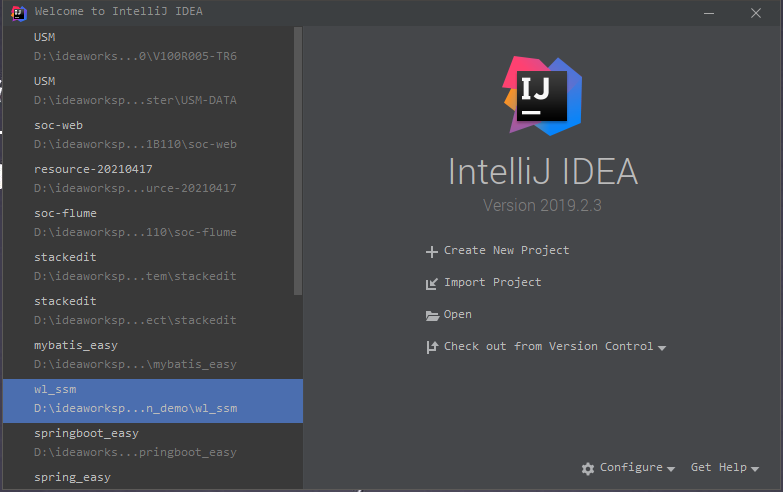 Welcome to IntelliJ IDEA
USM
D:\ideaworks...0\V100R005-TR6
USM
D:\ideaworksp...ster\USM-DATA
soc-web
D:\ideaworksp...1B110\soc-web
resource-20210417
D:\ideaworksp...urce-20210417
soc-flume
D:\ideaworksp...110\soc-flume
stackedit
D:\ideaworksp...tem\stackedit
stackedit
D:\ideaworksp...ect\stackedit
mybatis_easy
D:\ideaworksp...\mybatis_easy
wl_ssm
D:\ideaworksp...n_demo\wl_ssm
springboot_easy
D:\ideaworks...pringboot_easy
spring_easy
IJ
IntelliJ IDEA
Version 2019.2.3
Create New Project
Import Project
Open
Check out from Version Control
Configure
Get Help